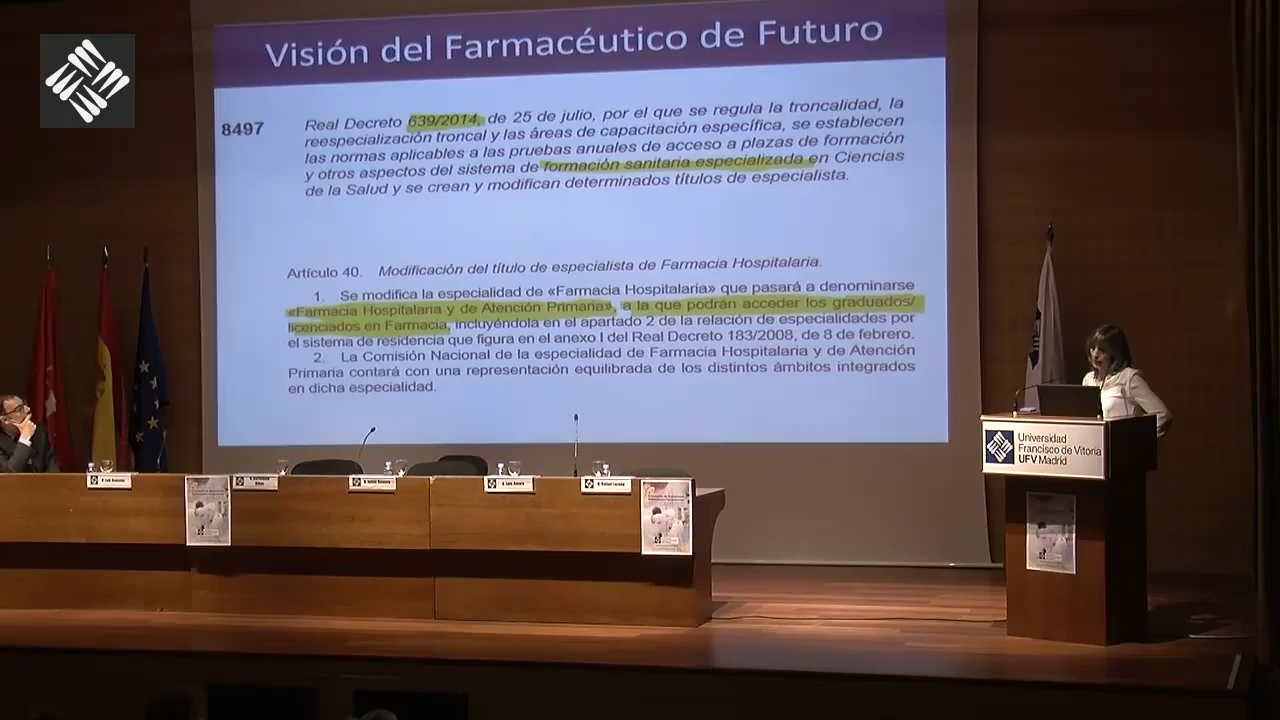 Visión del Farmacéutico de Futuro
8497
Real Decreto 639/2014, de 25 de julio, por el que se regula la troncalidad, la
reespecialización troncal y las áreas de capacitación específica, se establecen
las normas aplicables a las pruebas anuales de acceso a plazas de formación
y otros aspectos del sistema de formación sanitaria especializada en Ciencias
de la Salud y se crean y modifican determinados títulos de especialista.
Artículo 40. Modificación del título de especialista de Farmacia Hospitalaria.
1. Se modifica la especialidad de «Farmacia Hospitalaria» que pasará a denominarse
«Farmacia Hospitalaria y de Atención Primaria», a la que podrán acceder los graduados/
licenciados en Farmacia, incluyéndola en el apartado 2 de la relación de especialidades por
el sistema de residencia que figura en el anexo I del Real Decreto 183/2008, de 8 de febrero.
2. La Comisión Nacional de la especialidad de Farmacia Hospitalaria y de Atención
Primaria contará con una representación equilibrada de los distintos ámbitos integrados
en dicha especialidad.
Universidad
Francisco de Vitoria
UFV Madrid